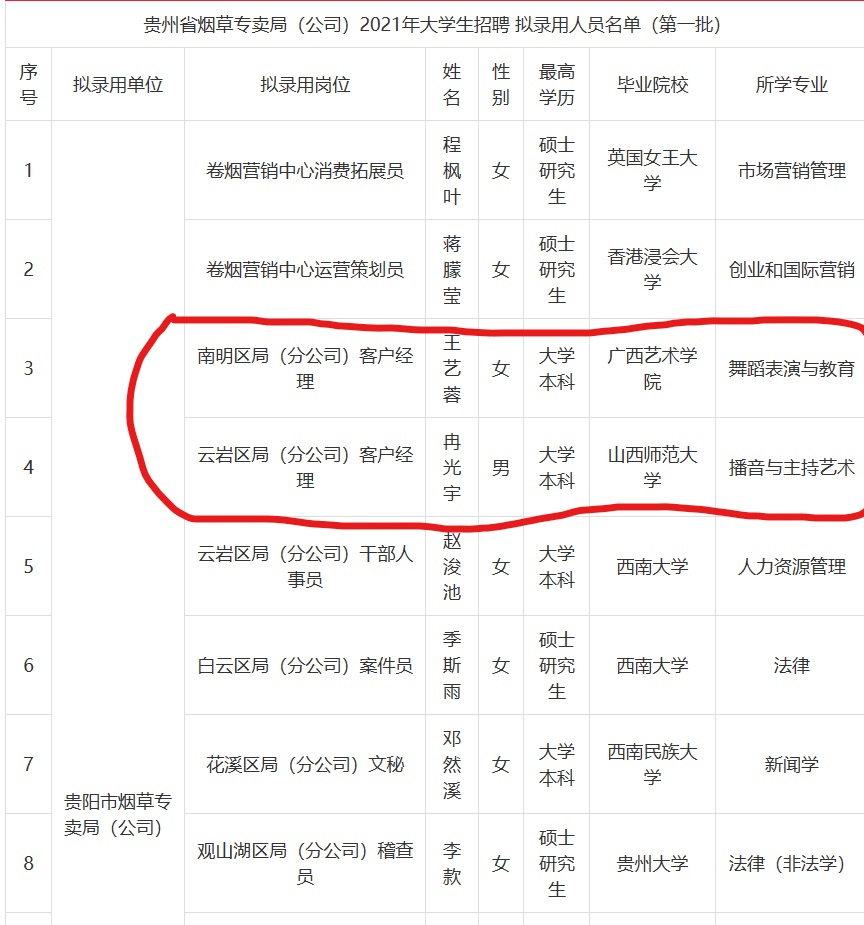 贵州省烟草专卖局（公司）2021年大学生招聘 拟录用人员名单（第一批）
序号 拟录用单位 拟录用岗位 姓名 性别 最高学历 毕业院校 所学专业
1 卷烟营销中心消费拓展员 程枫叶 女 硕士研究生 英国女王大学 市场营销管理
2 卷烟营销中心运营策划员 蒋朦莹 女 硕士研究生 香港浸会大学 创业和国际营销
3 南明区局（分公司）客户经理 王艺蓉 女 大学本科 广西艺术学院 舞蹈表演与教育
4 云岩区局（分公司）客户经理 冉光宇 男 大学本科 山西师范大学 播音与主持艺术
5 云岩区局（分公司）干部人事员 赵浚池 女 大学本科 西南大学 人力资源管理
6 白云区局（分公司）案件员 季斯雨 女 硕士研究生 西南大学 法律
7 花溪区局（分公司）文秘 邓然溪 女 大学本科 西南民族大学 新闻学
贵阳市烟草专卖局（公司）
8 观山湖区局（分公司）稽查员 李款 女 硕士研究生 贵州大学 法律（非法学）